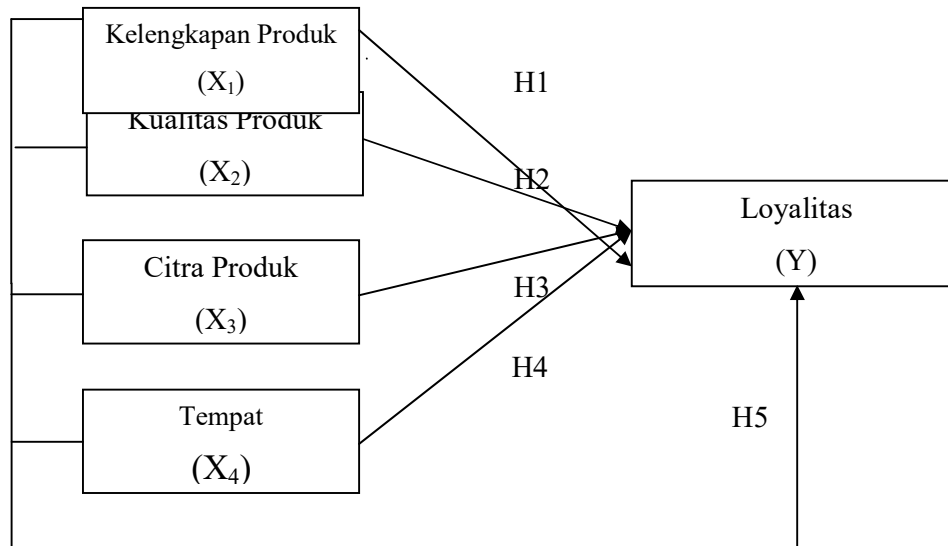 Kelengkapan Produk
(X₁)
H1
Kualitas Produk
(X₂)
H2
Loyalitas
(Y)
Citra Produk
(X₃)
H3
H4
Tempat
(X₄)
H5